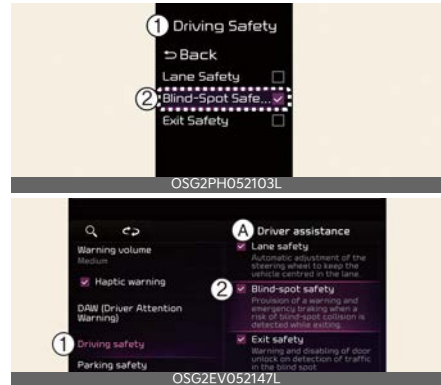 1 Driving Safety
Back
Lane Safety
2 Blind-Spot Safe...
Exit Safety
OSG2PH052103L
A Driver assistance
Warning volume
Medium
Haptic warning
DAW (Driver Attention
Warning)
1 Driving safety
Parking safety
Lane safety
Automatic adjustment of the
steering wheel to keep the
vehicle centred in the lane.
2 Blind-spot safety
Provision of a warning and
emergency braking when a
risk of blind-spot collision is
detected while exiting.
Exit safety
Warning and disabling of door
unlock on detection of traffic
in the blind spot
OSG2EV052147L